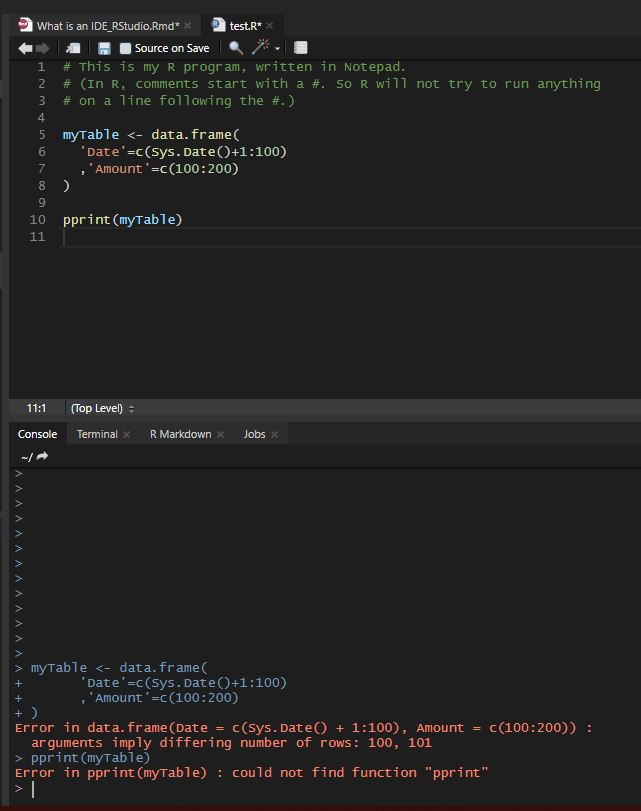 What is an IDE_RStudio.Rmd* × test.R* ×
Source on Save
1 # This is my R program, written in Notepad.
2 # (In R, comments start with a #. So R will not try to run anything
3 # on a line following the #.)
4
5 myTable <- data.frame(
6 'Date'=c(Sys.Date()+1:100)
7 ,'Amount'=c(100:200)
8 )
9
10 pprint(myTable)
11
11:1 (Top Level)
Console Terminal × R Markdown × Jobs ×
~/
>
>
>
>
>
>
>
>
>
>
>
>
>
> myTable <- data.frame(
+ 'Date'=c(Sys.Date()+1:100)
+ ,'Amount'=c(100:200)
+ )
Error in data.frame(Date = c(Sys.Date() + 1:100), Amount = c(100:200)) :
arguments imply differing number of rows: 100, 101
> pprint(myTable)
Error in pprint(myTable) : could not find function "pprint"
>